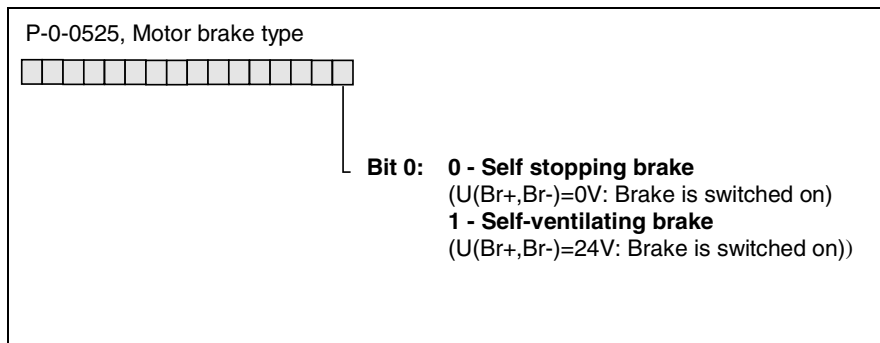 P-0-0525, Motor brake type
Bit 0: 0 - Self stopping brake
(U(Br+,Br-)=0V: Brake is switched on)
1 - Self-ventilating brake
(U(Br+,Br-)=24V: Brake is switched on))